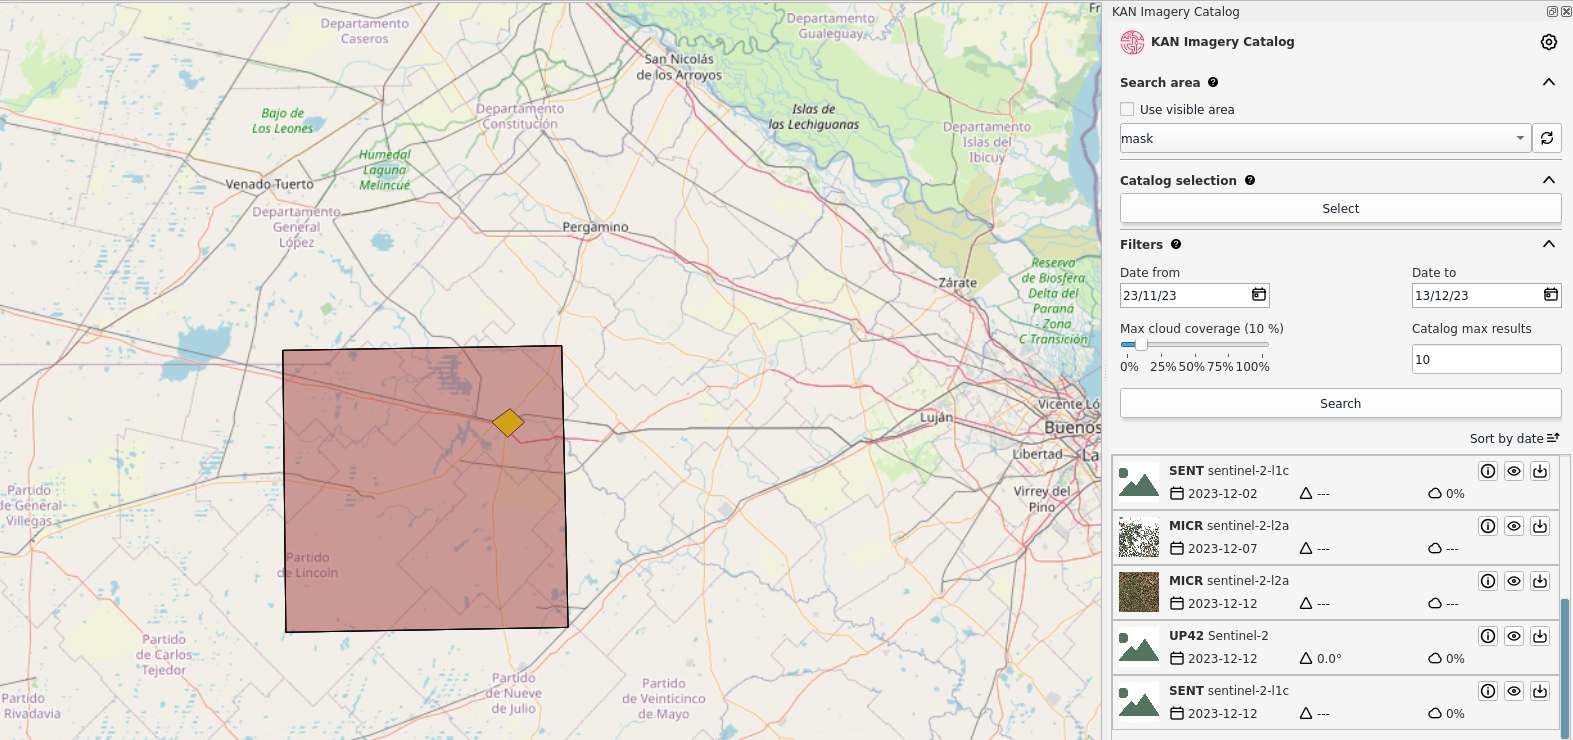 Departamento
Caseros
Departamento
Gualeguay
Fr
San Nicolás
de los Arroyos
Bajo de
Los Leones
Departamento
Constitución
Islas de
las Lechiguanas
Departamento
Islas del
Ibicuy
Humedal
Laguna
Melincué
Venado Tuerto
Departamento
General
López
Pergamino
Zárate
Reserva
de Biosfera
Delta del
Paraná
- Zona
C Transición
Luján
Vicente Ló
Buenos
Libertad
La
Virrey del
Pino
Partido
de General
Villegas
Partido
de Lincoln
Partido
de Carlos
Tejedor
Partido
de Nueve
de Julio
Partido
de Veinticinco
de Mayo
Partido
Rivadavia
KAN Imagery Catalog
KAN Imagery Catalog
Search area ?
Use visible area
mask
Catalog selection ?
Select
Filters ?
Date from
Date to
23/11/23
13/12/23
Max cloud coverage (10 %)
Catalog max results
0% 25% 50% 75% 100%
10
Search
Sort by date
SENT sentinel-2-l1c
2023-12-02 --- 0%
MICR sentinel-2-l2a
2023-12-07 --- ---
MICR sentinel-2-l2a
2023-12-12 --- ---
UP42 Sentinel-2
2023-12-12 0.0° 0%
SENT sentinel-2-l1c
2023-12-12 --- 0%